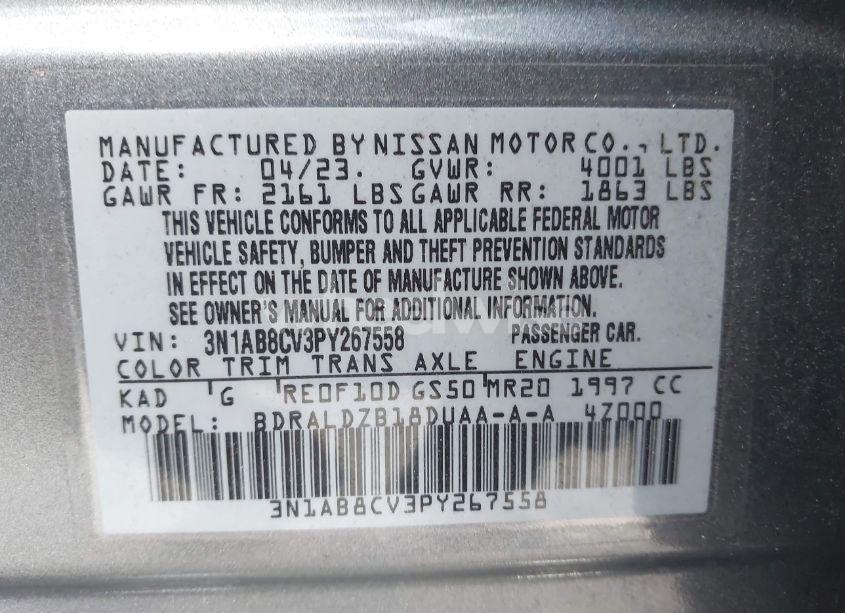 MANUFACTURED BY NISSAN MOTOR CO., LTD.
DATE: 04/23. GVWR: 4001 LBS
GAWR FR: 2161 LBS GAWR RR: 1863 LBS
THIS VEHICLE CONFORMS TO ALL APPLICABLE FEDERAL MOTOR
VEHICLE SAFETY, BUMPER AND THEFT PREVENTION STANDARDS
IN EFFECT ON THE DATE OF MANUFACTURE SHOWN ABOVE.
SEE OWNER'S MANUAL FOR ADDITIONAL INFORMATION.
VIN: 3N1AB8CV3PY267558 PASSENGER CAR.
COLOR TRIM TRANS AXLE ENGINE
KAD G RE0F10D GS50 MR20 1997 CC
MODEL: BDRALDZB18DUAA-A-A 4Z000
3N1AB8CV3PY267558